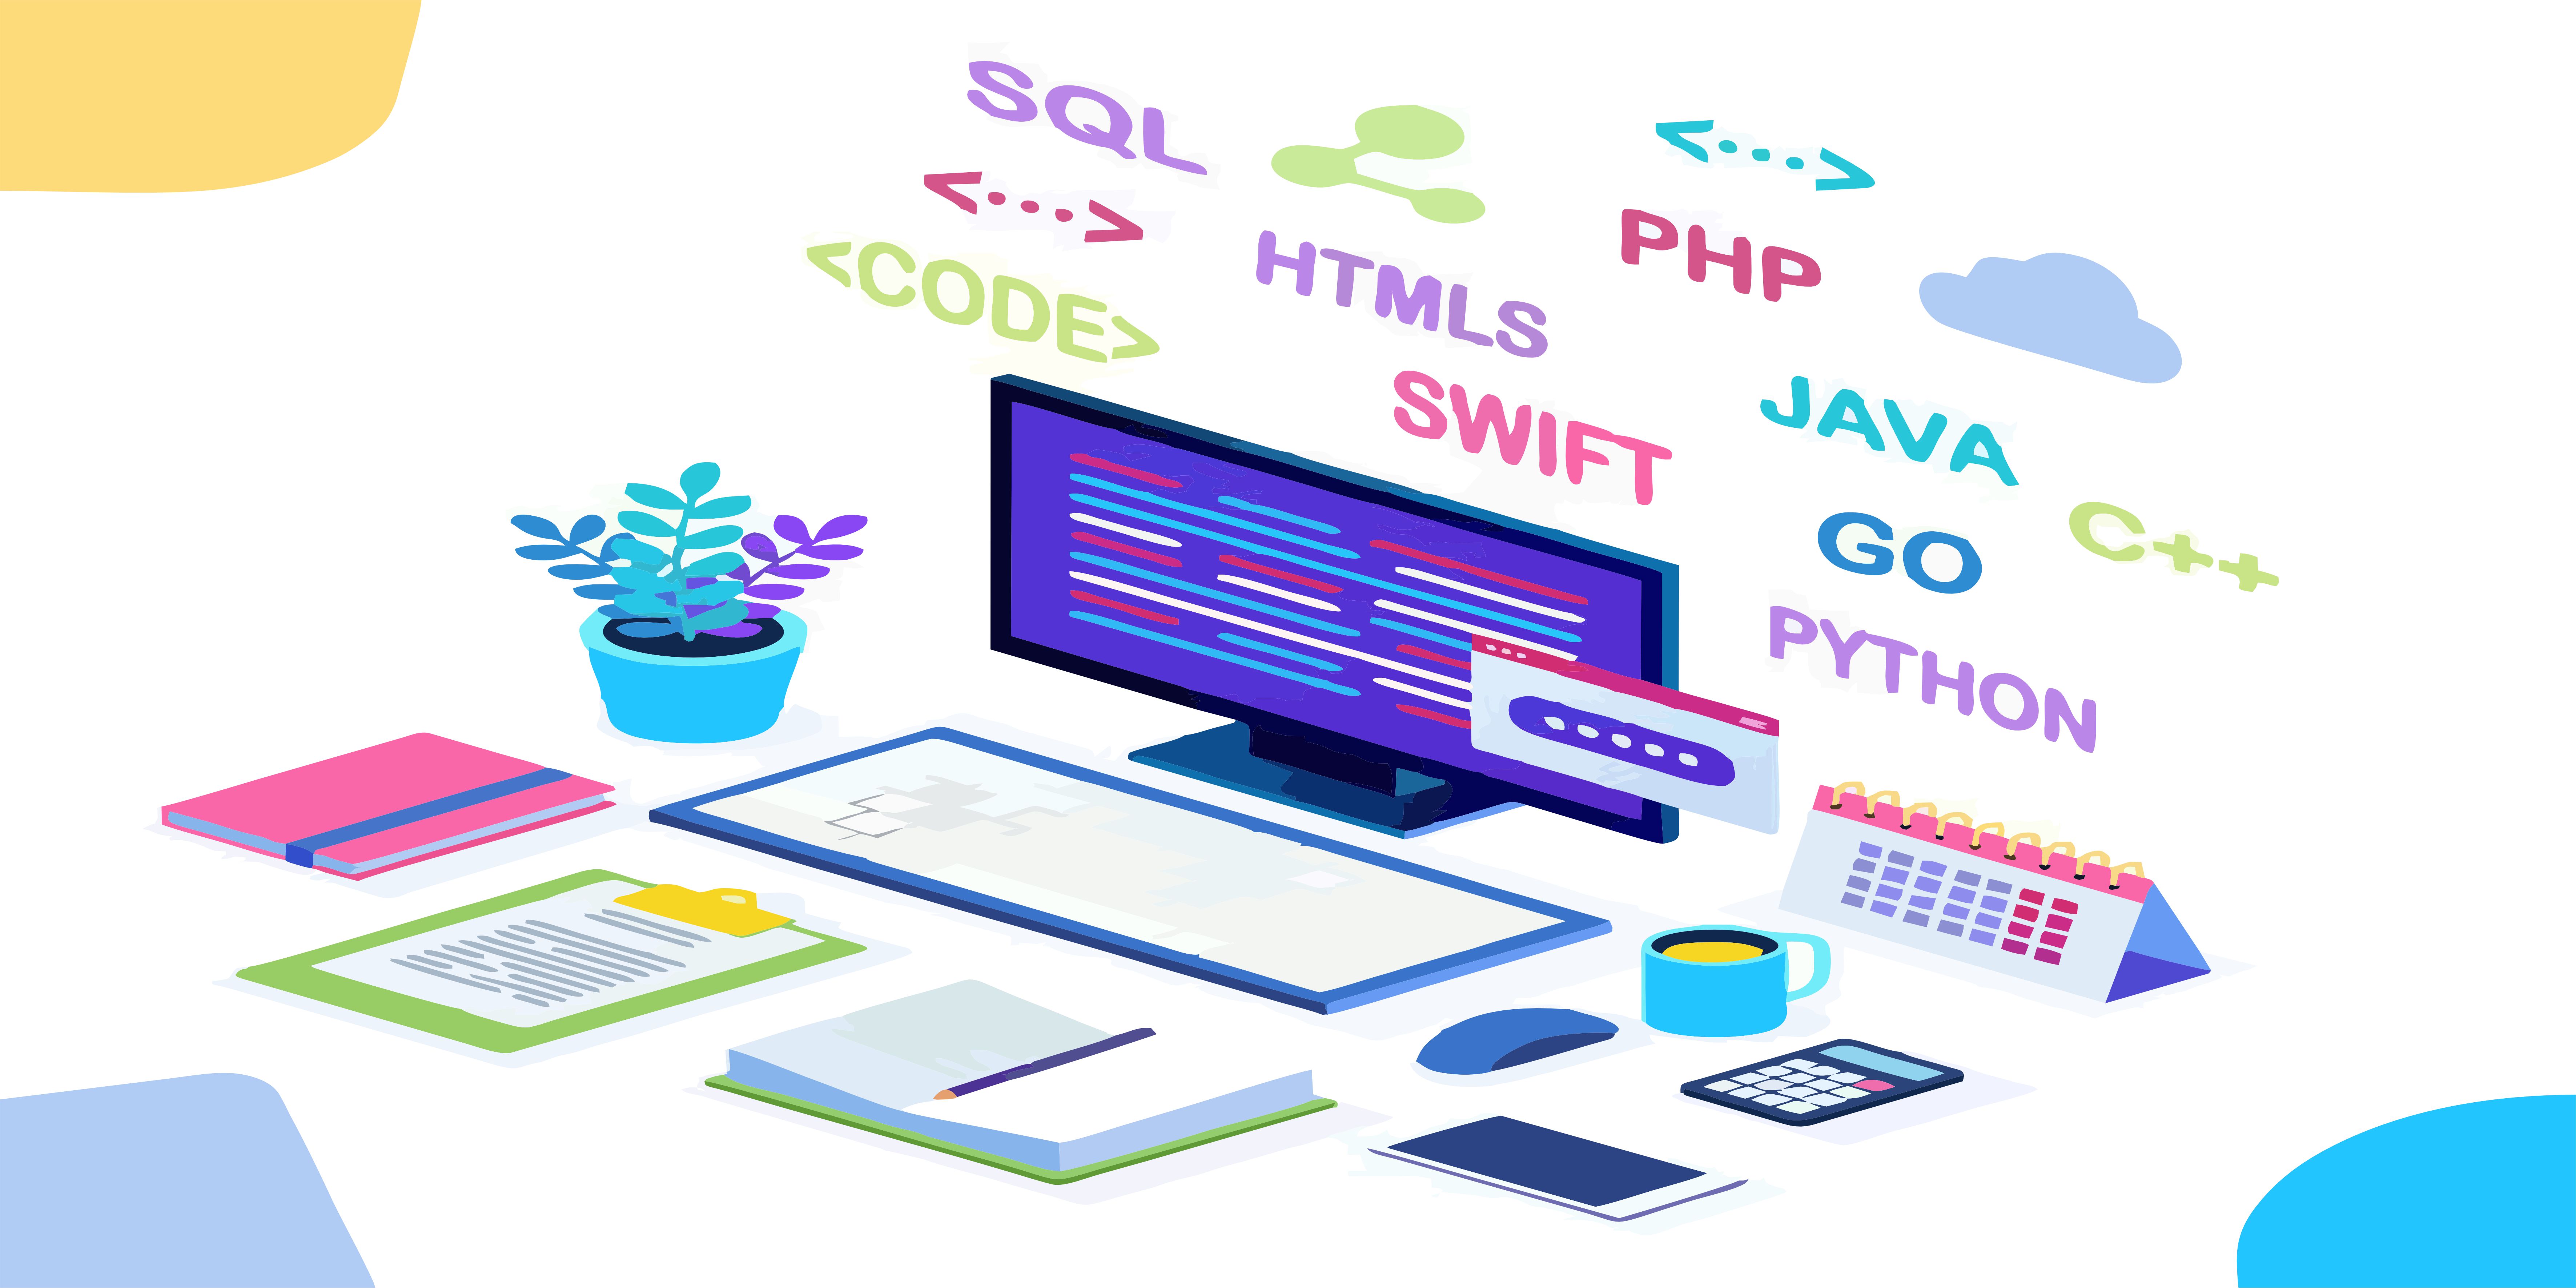 SQL
<...>
<...>
PHP
<CODE>
HTMLS
SWIFT
JAVA
GO
C++
PYTHON